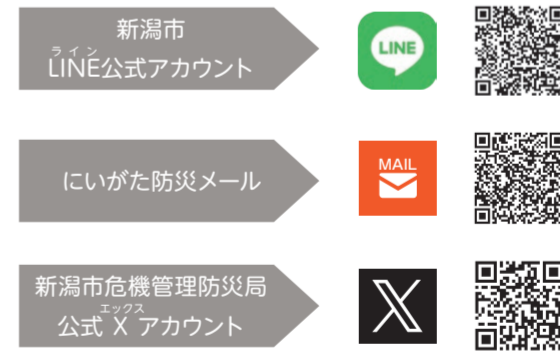 新潟市
ライン
LINE公式アカウント
LINE
にいがた防災メール
MAIL
新潟市危機管理防災局
エックス
公式 X アカウント